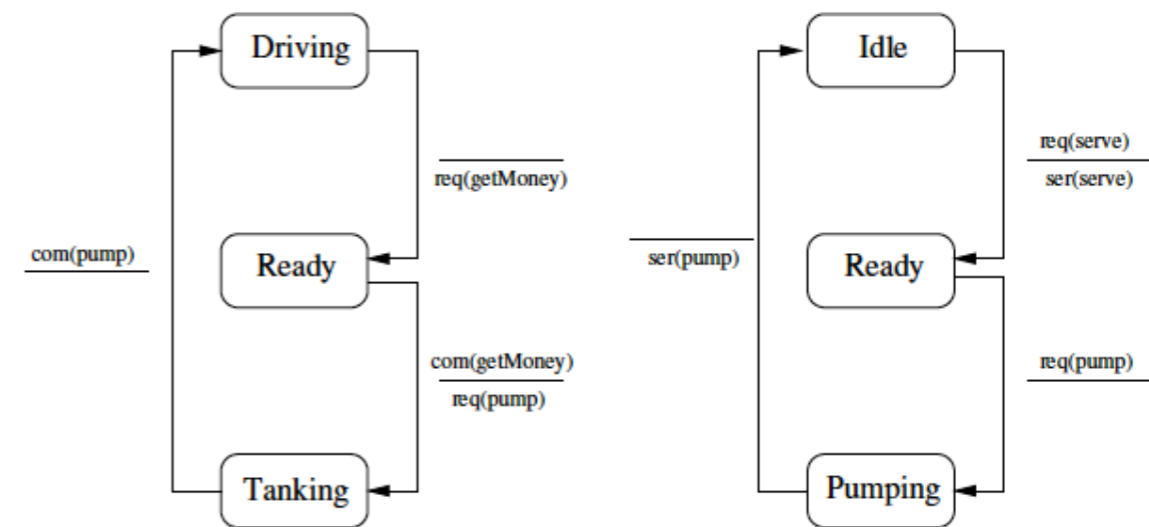 Driving
req(getMoney)
com(pump)
Ready
com(getMoney)
req(pump)
Tanking
Idle
req(serve)
ser(serve)
ser(pump)
Ready
req(pump)
Pumping